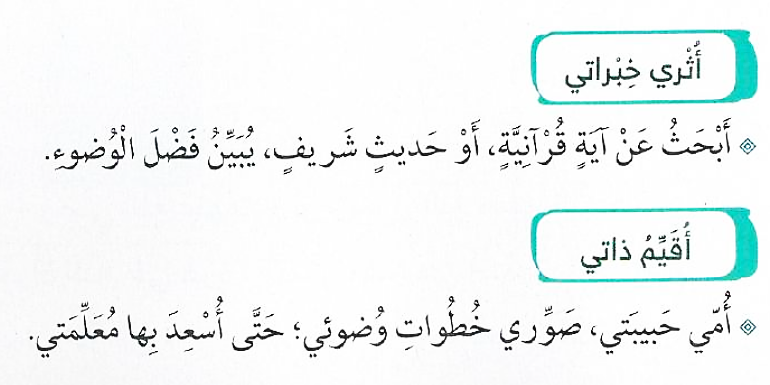 أُثْري خِبْراتي
أَبْحَثُ عَنْ آيَةٍ قُرْآنِيَّةٍ، أَوْ حَديثٍ شَريفٍ، يُبَيِّنُ فَضْلَ الْوُضوءِ.
أُقَيِّمُ ذاتي
أُمّي حَبيبَتي، صَوِّري خُطُواتِ وُضوئي؛ حَتَّى أُسْعِدَ بِها مُعَلِّمَتي.